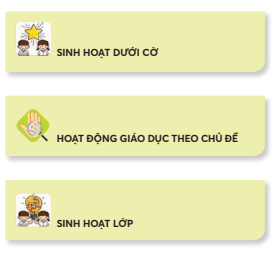 SINH HOẠT DƯỚI CỜ
HOẠT ĐỘNG GIÁO DỤC THEO CHỦ ĐỀ
SINH HOẠT LỚP